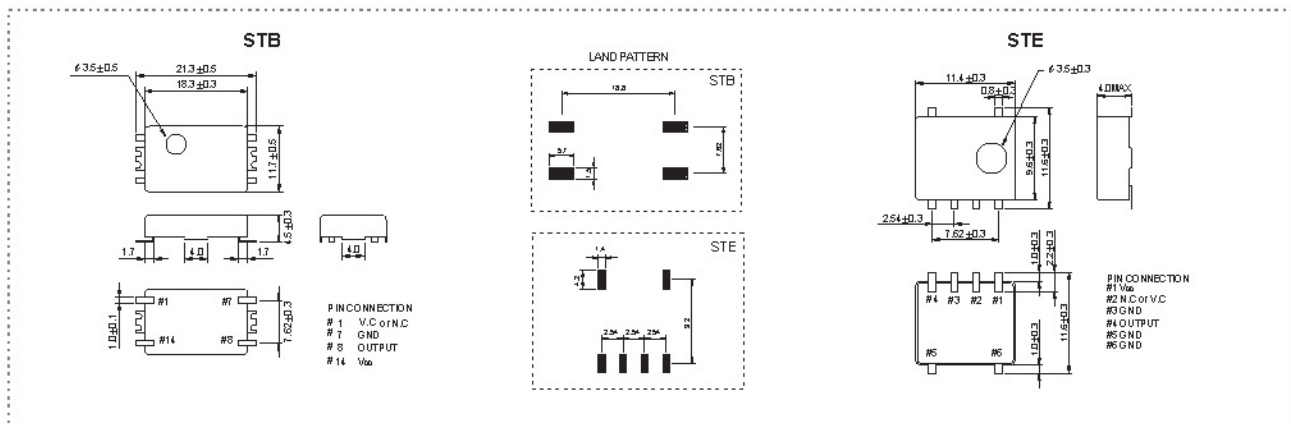 STB
ø3.5±0.5
21.3±0.5
18.3±0.3
11.7±0.5
4.5±0.3
1.7
4.0
1.7
4.0
#1
#7
#14
#8
1.0±0.1
7.62±0.3
PIN CONNECTION
# 1 V.C or N.C
# 7 GND
# 8 OUTPUT
# 14 VDD
LAND PATTERN
STB
7.62
STE
2.54
2.54
2.54
9.2
STE
11.4±0.3
ø3.5±0.3
0.8±0.3
4.0MAX
9.6±0.3
11.6±0.3
2.54±0.3
7.62±0.3
1.0±0.3
2.2±0.3
#4
#3
#2
#1
#5
#6
1.0±0.3
11.6±0.3
PIN CONNECTION
#1 VDD
#2 N.C or V.C
#3 GND
#4 OUTPUT
#5 GND
#6 GND